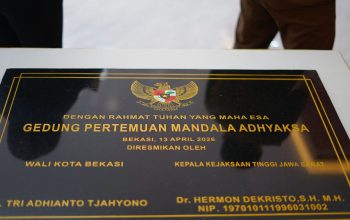 DENGAN RAHMAT TUHAN YANG MAHA ESA
GEDUNG PERTEMUAN MANDALA ADHYAKSA
BEKASI, 13 APRIL 2026
DIRESMIKAN OLEH
WALI KOTA BEKASI KEPALA KEJAKSAAN TINGGI JAWA BARAT
TRI ADHIANTO TJAHYONO Dr. HERMON DEKRISTO, S.H. M.H.
NIP. 197010111996031002